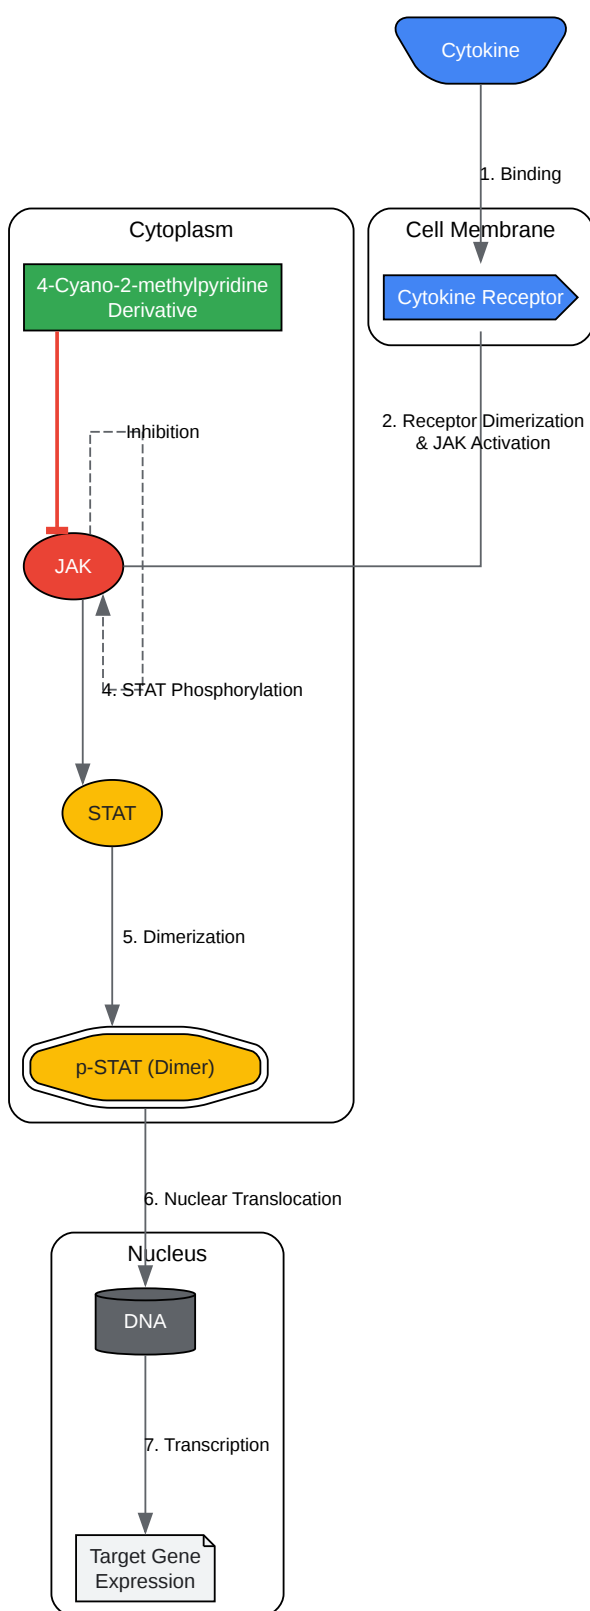 Cytokine
1. Binding
Cytoplasm
Cell Membrane
4-Cyano-2-methylpyridine
Derivative
Cytokine Receptor
2. Receptor Dimerization
& JAK Activation
Inhibition
JAK
4. STAT Phosphorylation
STAT
5. Dimerization
p-STAT (Dimer)
6. Nuclear Translocation
Nucleus
DNA
7. Transcription
Target Gene
Expression